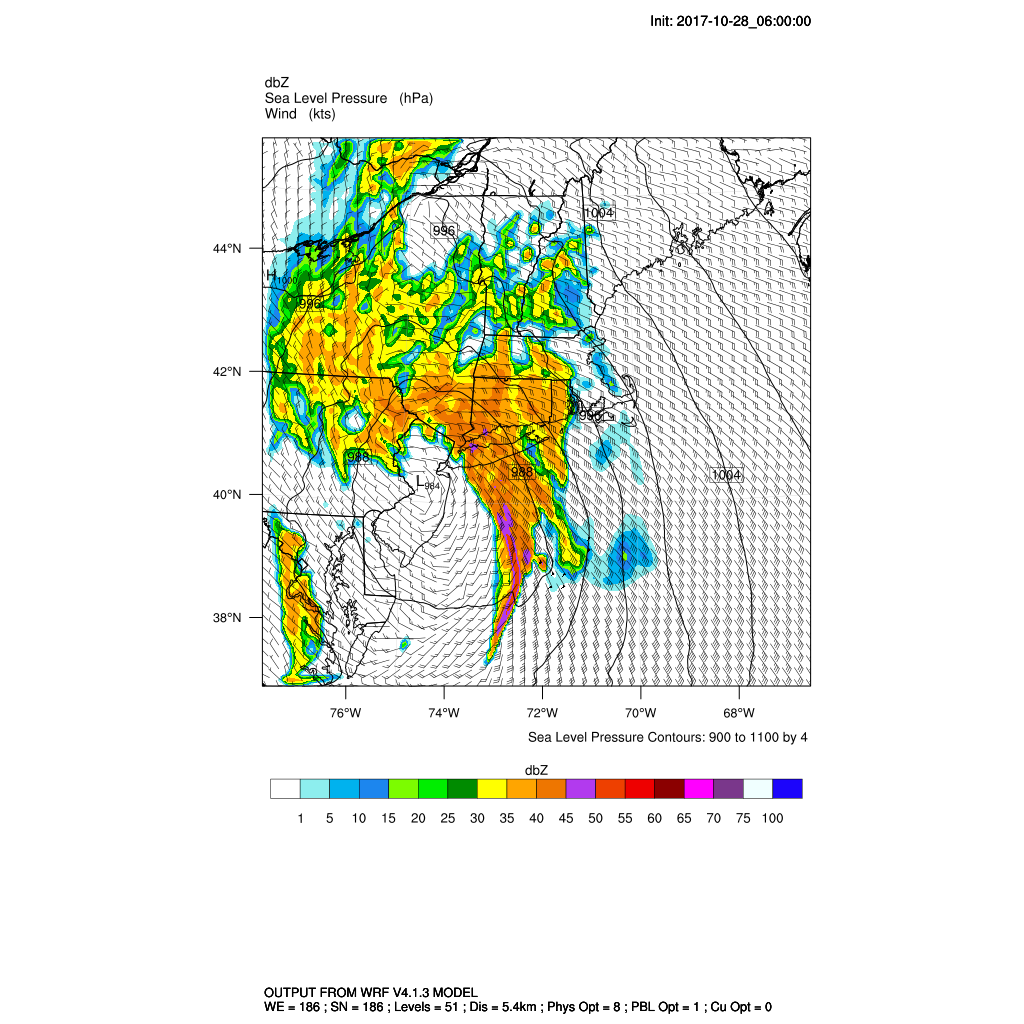 Init: 2017-10-28_06:00:00
dbZ
Sea Level Pressure (hPa)
Wind (kts)
1004
996
44°N
H1000
996
42°N
996
988
988
1004
L984
40°N
38°N
76°W 74°W 72°W 70°W 68°W
Sea Level Pressure Contours: 900 to 1100 by 4
dbZ
1 5 10 15 20 25 30 35 40 45 50 55 60 65 70 75 100
OUTPUT FROM WRF V4.1.3 MODEL
WE = 186 ; SN = 186 ; Levels = 51 ; Dis = 5.4km ; Phys Opt = 8 ; PBL Opt = 1 ; Cu Opt = 0